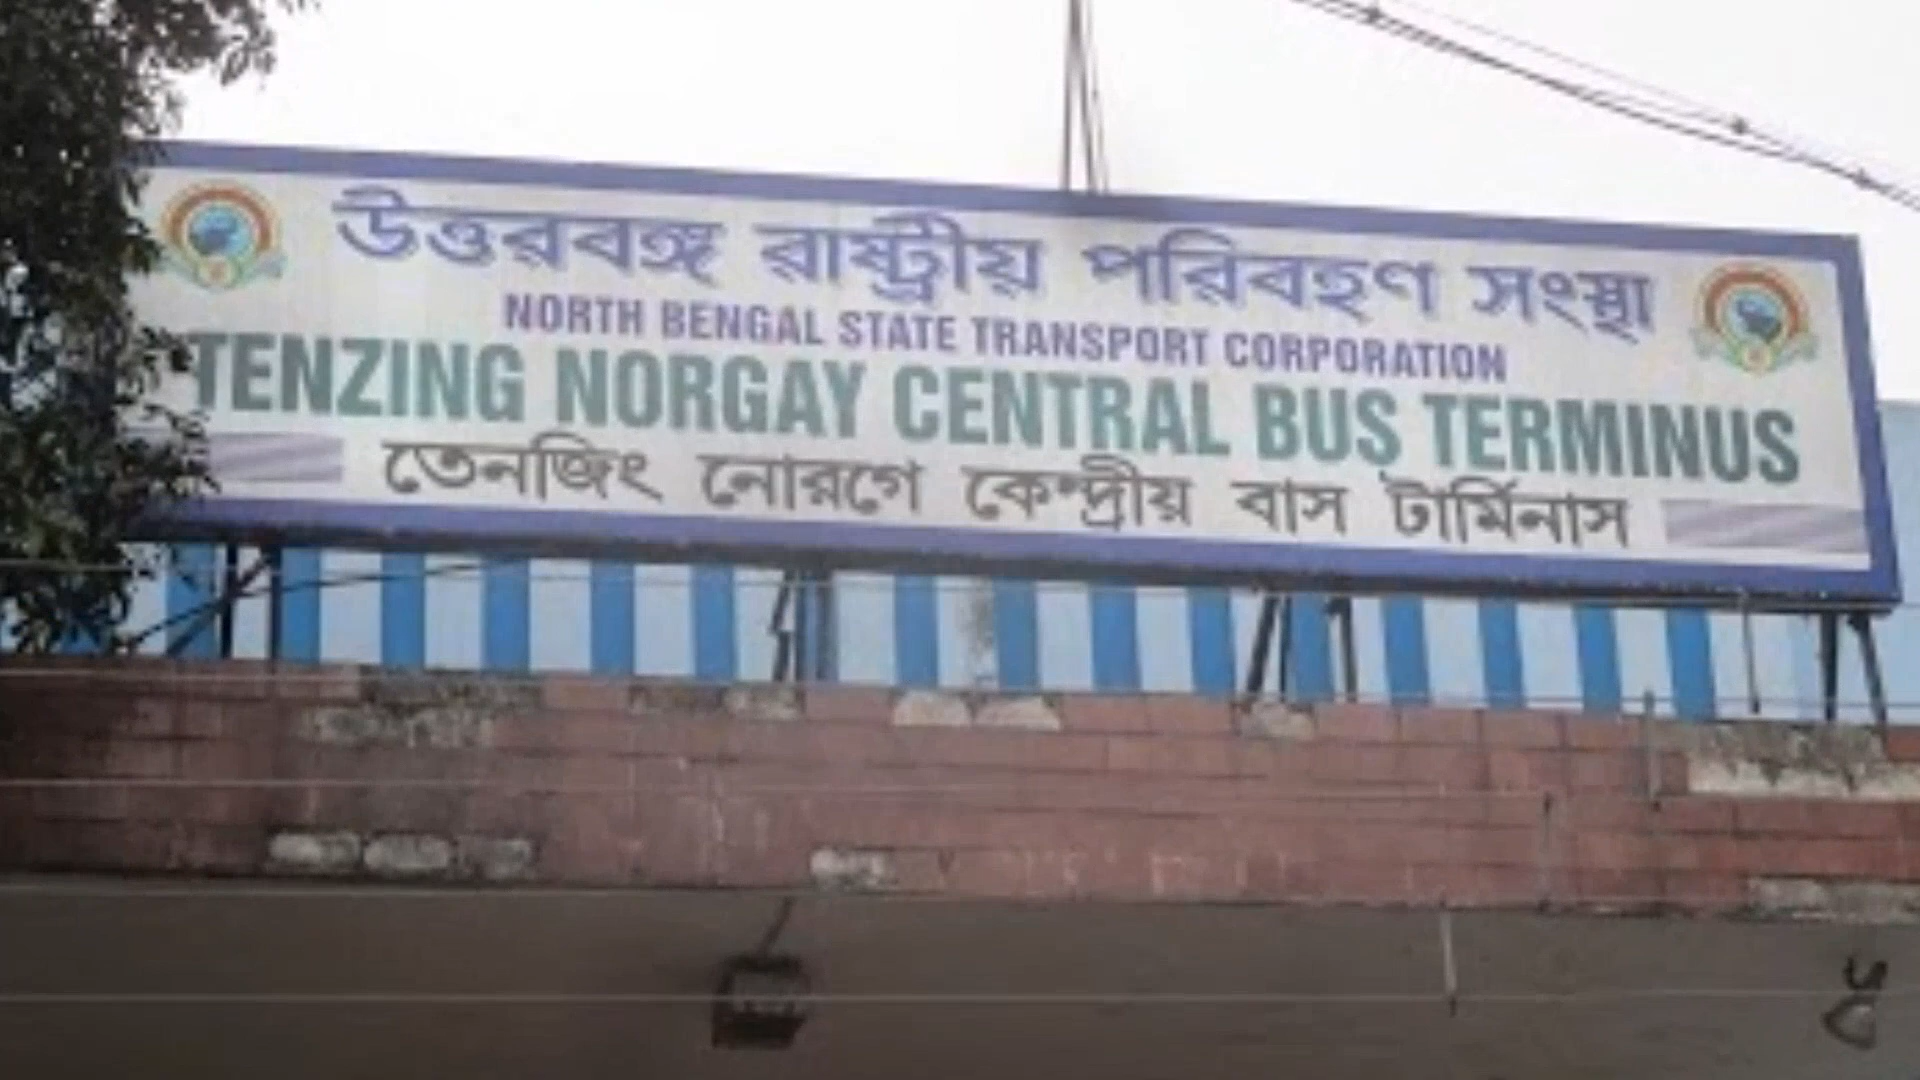 উত্তরবঙ্গ রাষ্ট্রীয় পরিবহণ সংস্থা
NORTH BENGAL STATE TRANSPORT CORPORATION
TENZING NORGAY CENTRAL BUS TERMINUS
তেনজিং নোরগে কেন্দ্রীয় বাস টার্মিনাস